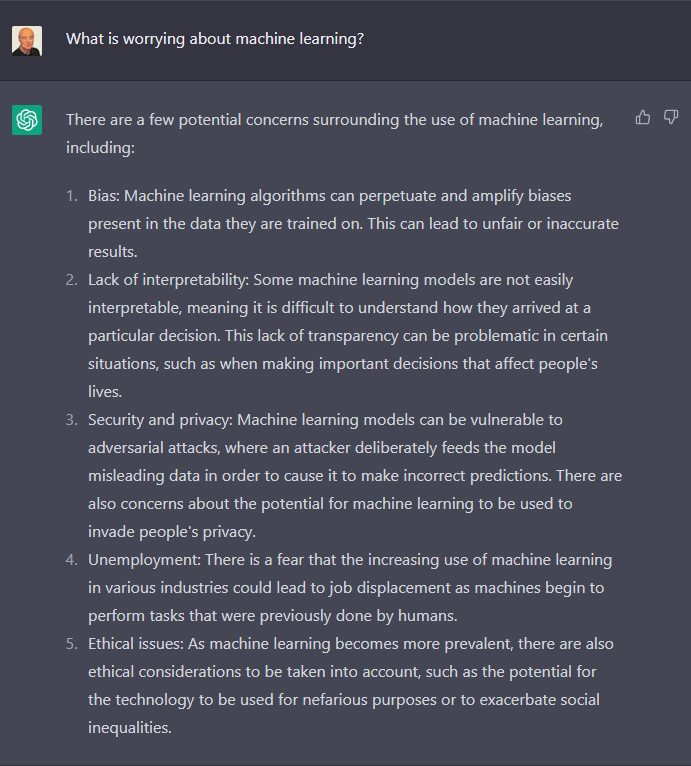 What is worrying about machine learning?
There are a few potential concerns surrounding the use of machine learning,
including:
1. Bias: Machine learning algorithms can perpetuate and amplify biases
present in the data they are trained on. This can lead to unfair or inaccurate
results.
2. Lack of interpretability: Some machine learning models are not easily
interpretable, meaning it is difficult to understand how they arrived at a
particular decision. This lack of transparency can be problematic in certain
situations, such as when making important decisions that affect people's
lives.
3. Security and privacy: Machine learning models can be vulnerable to
adversarial attacks, where an attacker deliberately feeds the model
misleading data in order to cause it to make incorrect predictions. There are
also concerns about the potential for machine learning to be used to
invade people's privacy.
4. Unemployment: There is a fear that the increasing use of machine learning
in various industries could lead to job displacement as machines begin to
perform tasks that were previously done by humans.
5. Ethical issues: As machine learning becomes more prevalent, there are also
ethical considerations to be taken into account, such as the potential for
the technology to be used for nefarious purposes or to exacerbate social
inequalities.